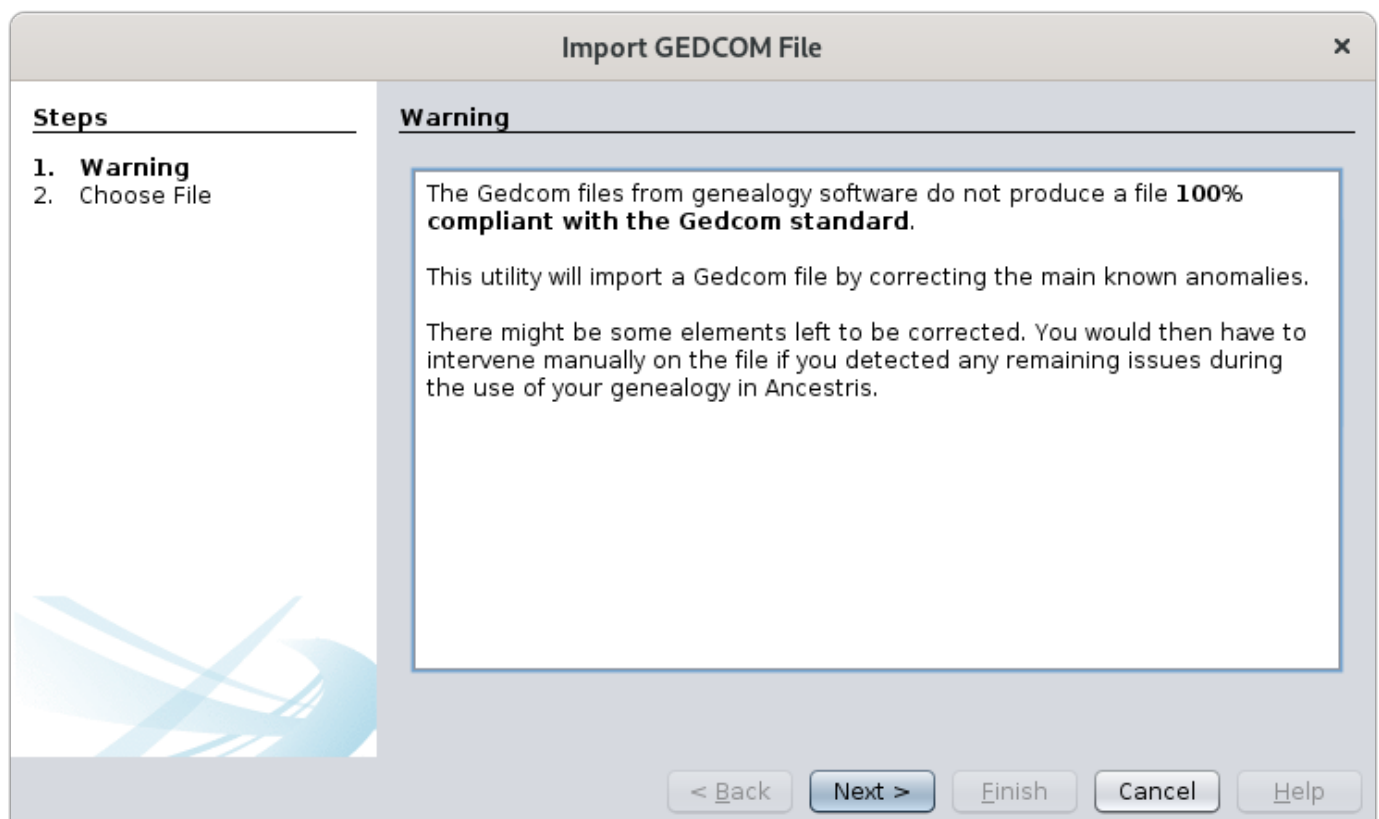 Import GEDCOM File
Steps
1. Warning
2. Choose File
Warning
The Gedcom files from genealogy software do not produce a file 100%
compliant with the Gedcom standard.
This utility will import a Gedcom file by correcting the main known anomalies.
There might be some elements left to be corrected. You would then have to
intervene manually on the file if you detected any remaining issues during
the use of your genealogy in Ancestris.
< Back Next > Finish Cancel Help